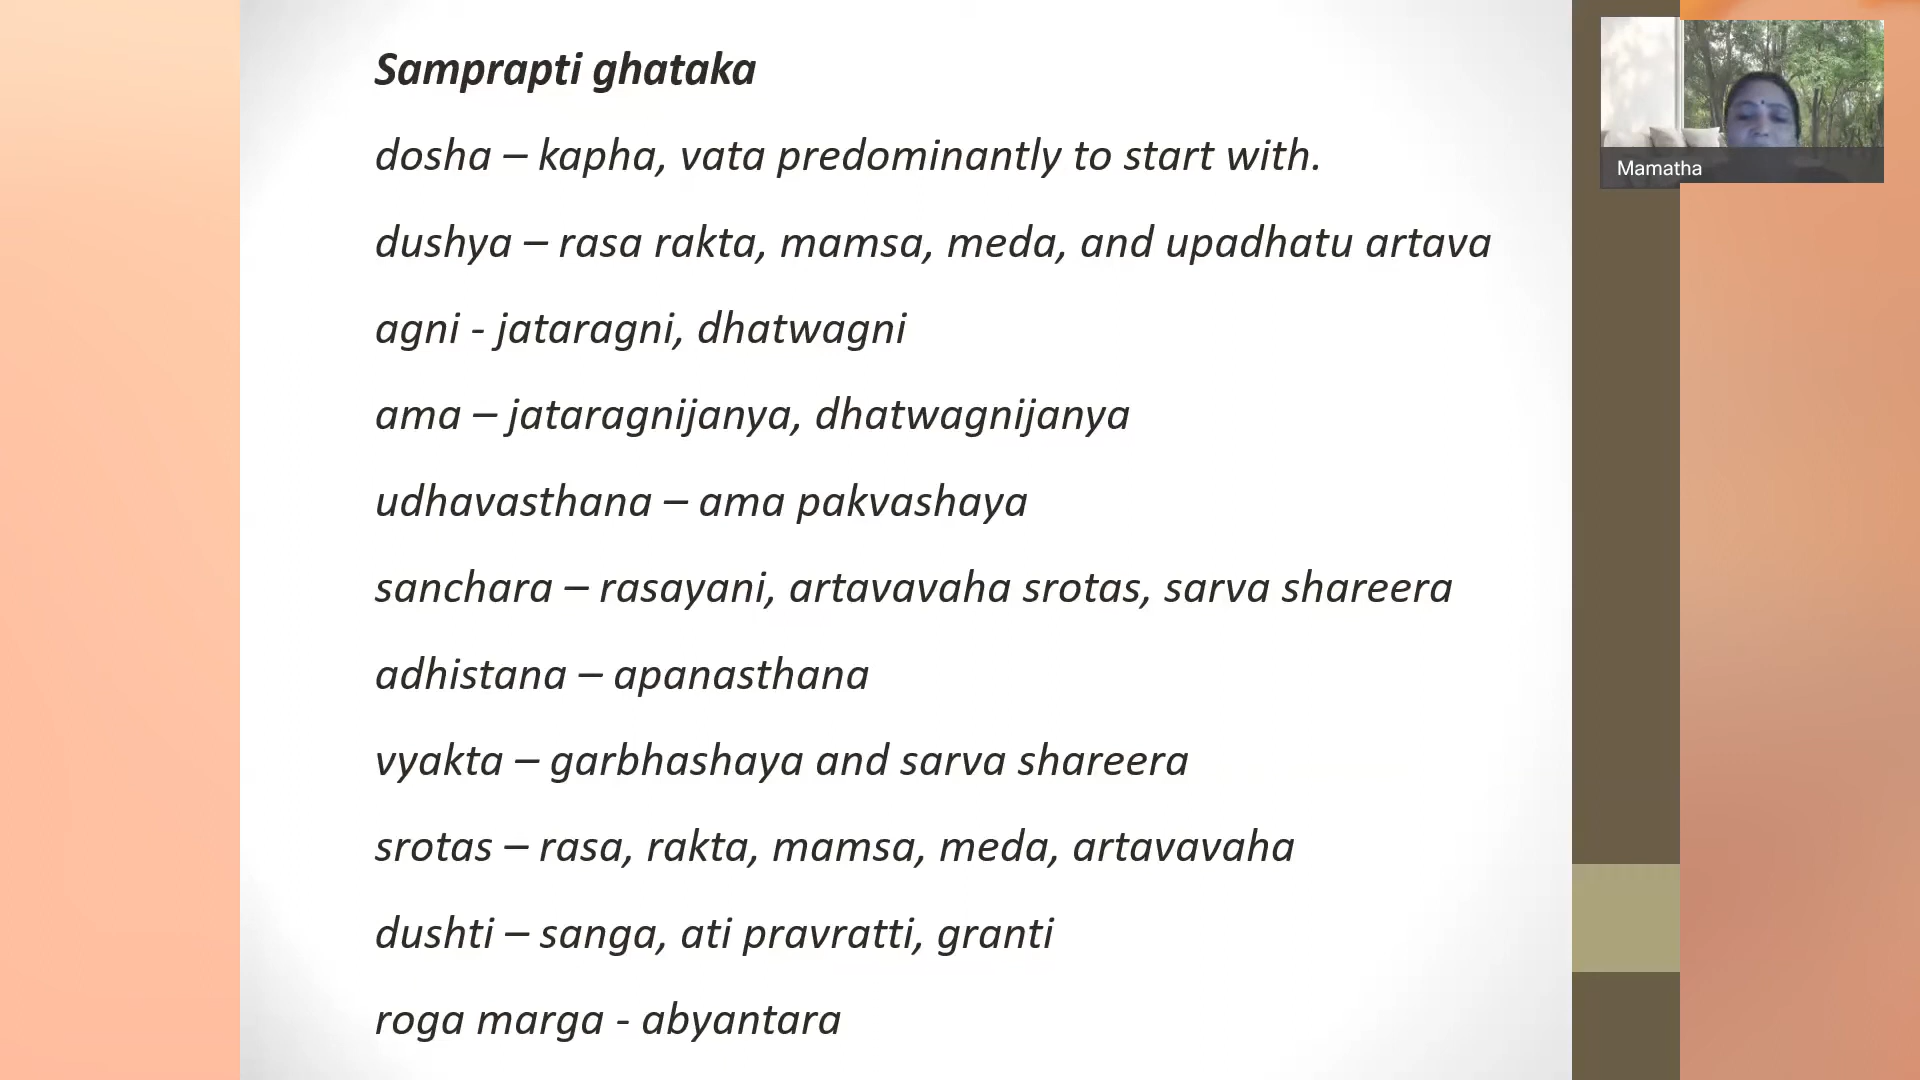 Samprapti ghataka
dosha – kapha, vata predominantly to start with.
dushya – rasa rakta, mamsa, meda, and upadhatu artava
agni - jataragni, dhatwagni
ama – jataragnijanya, dhatwagnijanya
udhavasthana – ama pakvashaya
sanchara – rasayani, artavavaha srotas, sarva shareera
adhistana – apanasthana
vyakta – garbhashaya and sarva shareera
srotas – rasa, rakta, mamsa, meda, artavavaha
dushti – sanga, ati pravratti, granti
roga marga - abyantara
Mamatha